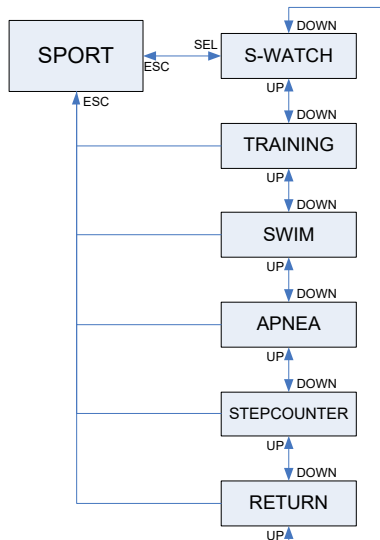 SPORT
SEL
ESC
DOWN
S-WATCH
UP
DOWN
ESC
TRAINING
UP
DOWN
SWIM
UP
DOWN
APNEA
UP
DOWN
STEPCOUNTER
UP
DOWN
RETURN
UP